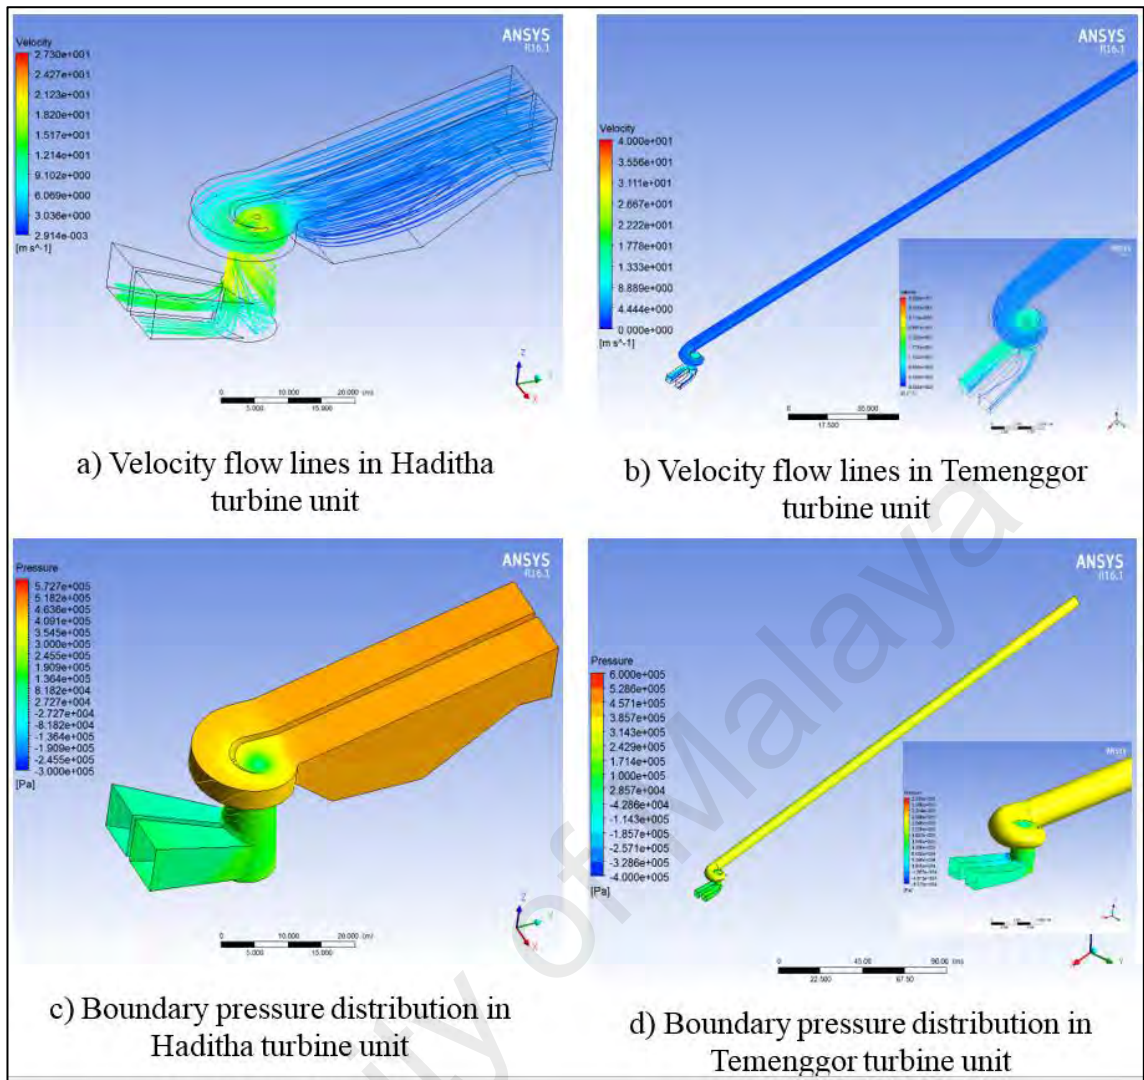 ANSYS
R16.1
Velocity
2.730e+001
2.427e+001
2.123e+001
1.820e+001
1.517e+001
1.214e+001
9.102e+000
6.069e+000
3.036e+000
2.914e-003
[m s^-1]
0 10.000 20.000 (m)
5.000 15.000
Z
Y
X
a) Velocity flow lines in Haditha
turbine unit
ANSYS
R16.1
Velocity
4.000e+001
3.556e+001
3.111e+001
2.667e+001
2.222e+001
1.778e+001
1.333e+001
8.889e+000
4.444e+000
0.000e+000
[m s^-1]
0 35.000
17.500
b) Velocity flow lines in Temenggor
turbine unit
ANSYS
R16.1
Pressure
5.727e+005
5.182e+005
4.636e+005
4.091e+005
3.545e+005
3.000e+005
2.455e+005
1.909e+005
1.364e+005
8.182e+004
2.727e+004
-2.727e+004
-8.182e+004
-1.364e+005
-1.909e+005
-2.455e+005
-3.000e+005
[Pa]
0 10.000 20.000 (m)
5.000 15.000
Z
Y
X
c) Boundary pressure distribution in
Haditha turbine unit
ANSYS
R16.1
Pressure
6.000e+005
5.286e+005
4.571e+005
3.857e+005
3.143e+005
2.429e+005
1.714e+005
1.000e+005
2.857e+004
-4.286e+004
-1.143e+005
-1.857e+005
-2.571e+005
-3.286e+005
-4.000e+005
[Pa]
0 45.00 90.00 (m)
22.500 67.50
Y
d) Boundary pressure distribution in
Temenggor turbine unit
ity of Malaya